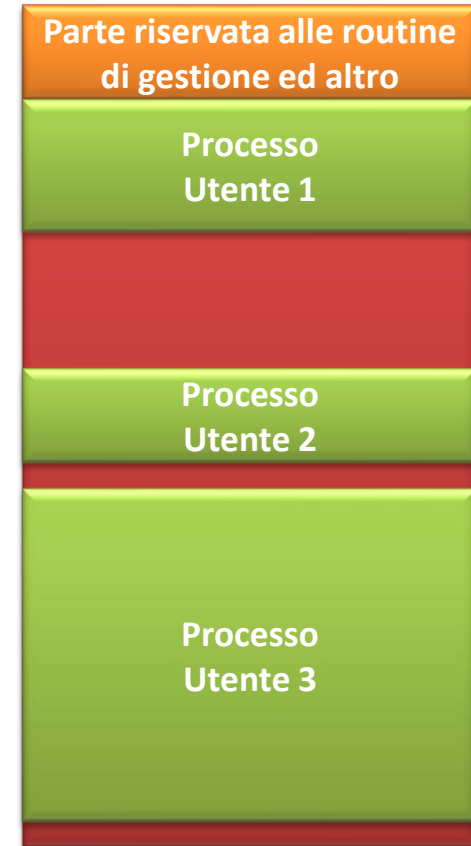 Parte riservata alle routine
di gestione ed altro
Processo
Utente 1
Processo
Utente 2
Processo
Utente 3